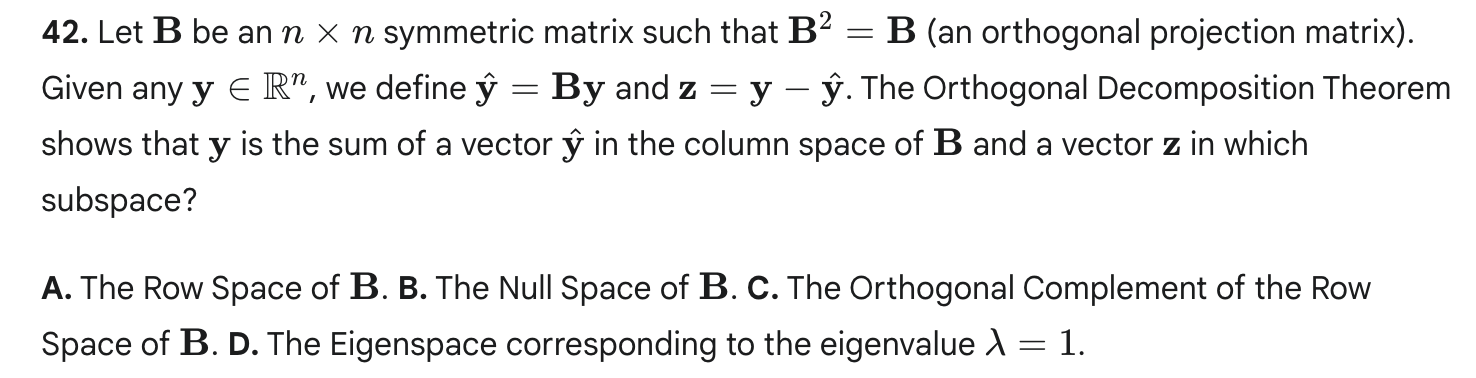 42. Let B be an n × n symmetric matrix such that B² = B (an orthogonal projection matrix).
Given any y ∈ ℝⁿ, we define ŷ = By and z = y − ŷ. The Orthogonal Decomposition Theorem
shows that y is the sum of a vector ŷ in the column space of B and a vector z in which
subspace?
A. The Row Space of B. B. The Null Space of B. C. The Orthogonal Complement of the Row
Space of B. D. The Eigenspace corresponding to the eigenvalue λ = 1.